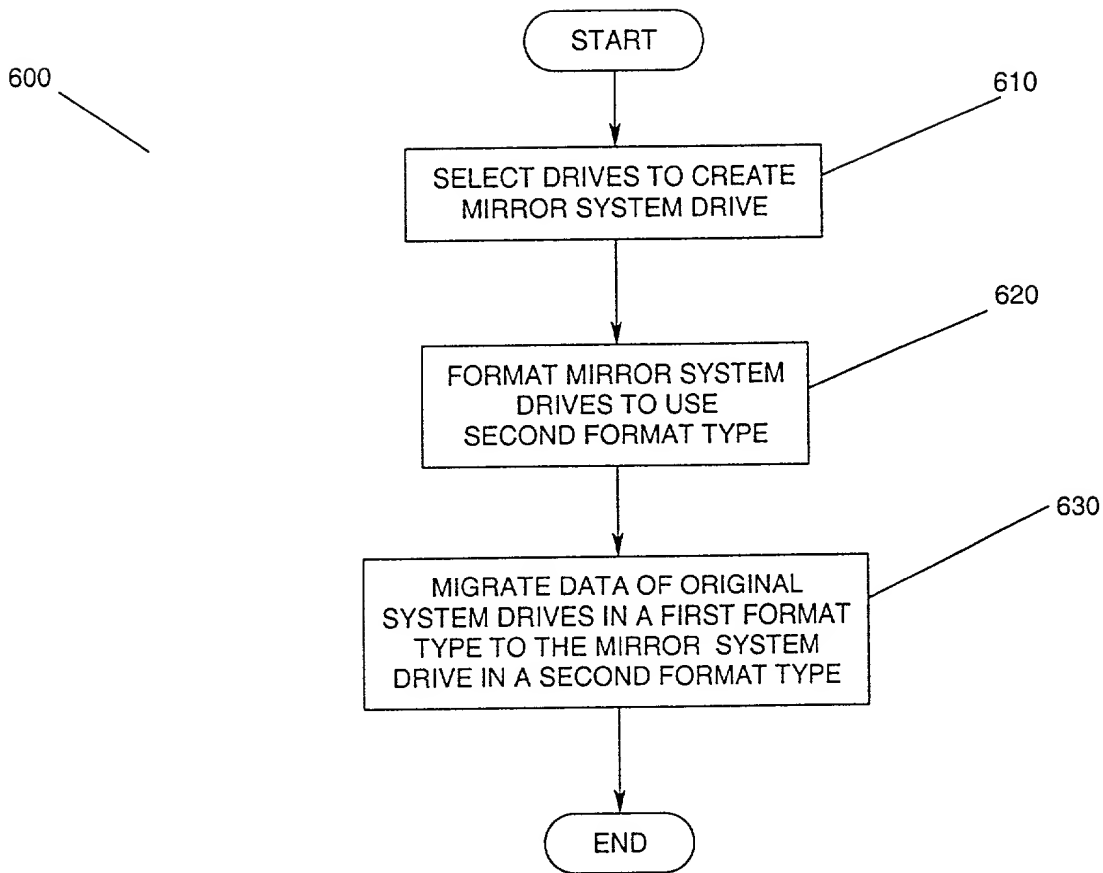 START
600
610
SELECT DRIVES TO CREATE
MIRROR SYSTEM DRIVE
620
FORMAT MIRROR SYSTEM
DRIVES TO USE
SECOND FORMAT TYPE
630
MIGRATE DATA OF ORIGINAL
SYSTEM DRIVES IN A FIRST FORMAT
TYPE TO THE MIRROR SYSTEM
DRIVE IN A SECOND FORMAT TYPE
END